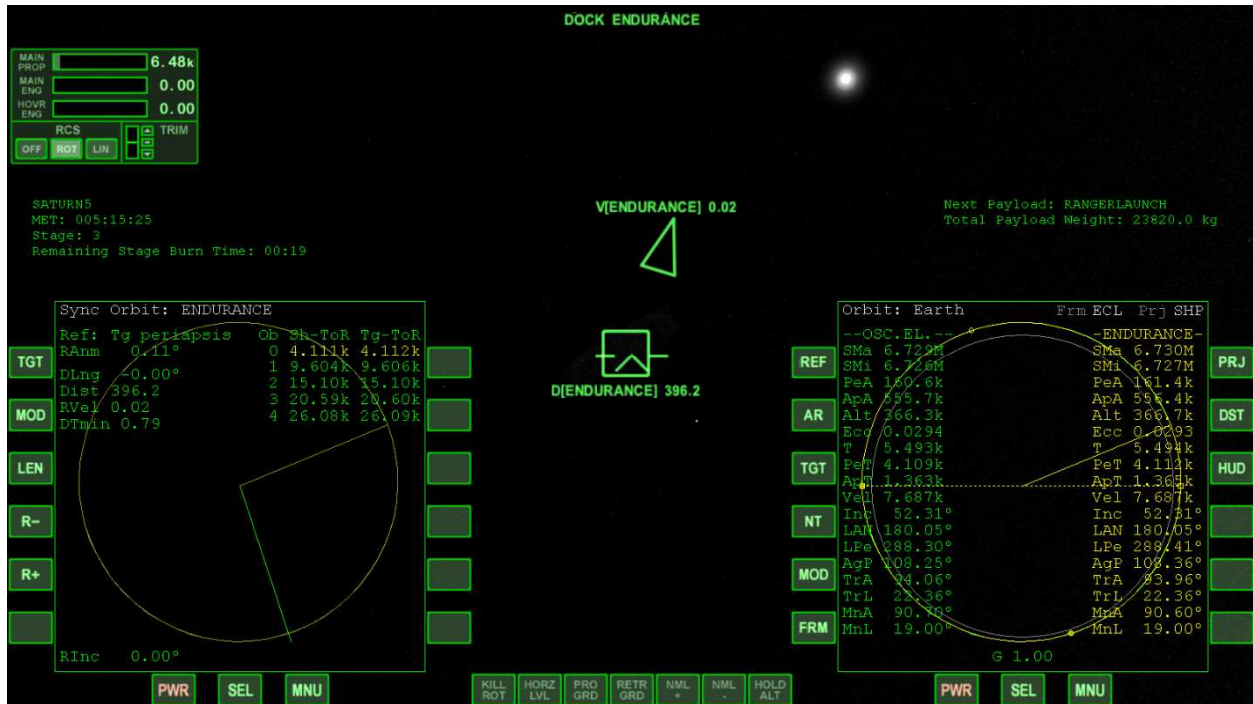 DOCK ENDURANCE
MAIN PROP 6.48k
MAIN ENG 0.00
HOVR ENG 0.00
RCS TRIM
OFF ROT LIN
SATURN5
MET: 005:15:25
Stage: 3
Remaining Stage Burn Time: 00:19
V[ENDURANCE] 0.02
Next Payload: RANGERLAUNCH
Total Payload Weight: 23820.0 kg
D[ENDURANCE] 396.2
Sync Orbit: ENDURANCE
Ref: Tg periapsis Ob Sh-ToR Tg-ToR
RAnm 0.11° 0 4.111k 4.112k
1 9.604k 9.606k
DLng -0.00° 2 15.10k 15.10k
Dist 396.2 3 20.59k 20.60k
RVel 0.02 4 26.08k 26.09k
DTmin 0.79
RInc 0.00°
TGT
MOD
LEN
R-
R+
PWR SEL MNU
KILL ROT HORZ LVL PRO GRD RETR GRD NML + NML - HOLD ALT
Orbit: Earth Frm ECL Prj SHP
--OSC.EL.-- -ENDURANCE-
SMa 6.729M SMa 6.730M
SMi 6.726M SMi 6.727M
PeA 160.6k PeA 161.4k
ApA 555.7k ApA 556.4k
Alt 366.3k Alt 366.7k
Ecc 0.0294 Ecc 0.0293
T 5.493k T 5.494k
PeT 4.109k PeT 4.112k
ApT 1.363k ApT 1.365k
Vel 7.687k Vel 7.687k
Inc 52.31° Inc 52.31°
LAN 180.05° LAN 180.05°
LPe 288.30° LPe 288.41°
AgP 108.25° AgP 108.36°
TrA 94.06° TrA 93.96°
TrL 22.36° TrL 22.36°
MnA MnA 90.60°
MnL 19.00° MnL 19.00°
G 1.00
REF
AR
TGT
NT
MOD
FRM
PRJ
DST
HUD
PWR SEL MNU